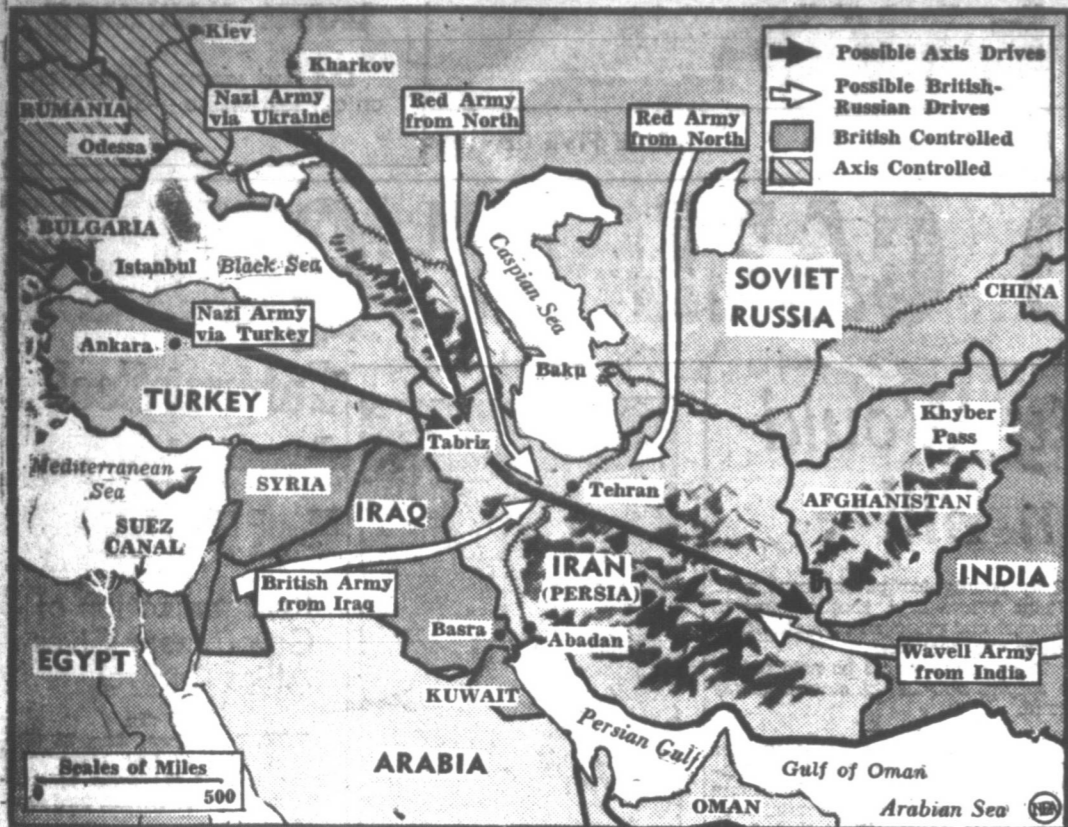 Kiev
Kharkov
RUMANIA
Odessa
BULGARIA
Istanbul
Black Sea
Nazi Army
via Ukraine
Red Army
from North
Red Army
from North
Possible Axis Drives
Possible British-
Russian Drives
British Controlled
Axis Controlled
Nazi Army
via Turkey
Ankara
TURKEY
Caspian Sea
Baku
SOVIET
RUSSIA
CHINA
Khyber
Pass
AFGHANISTAN
Tabriz
Tehran
Mediterranean
Sea
SYRIA
IRAQ
SUEZ
CANAL
British Army
from Iraq
IRAN
(PERSIA)
INDIA
Basra
Abadan
Wavell Army
from India
EGYPT
KUWAIT
Persian Gulf
ARABIA
Gulf of Oman
OMAN
Arabian Sea
Scales of Miles
500